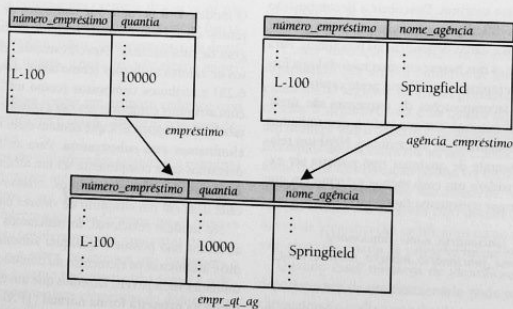 número_empréstimo quantia
L-100 10000
empréstimo
número_empréstimo nome_agência
L-100 Springfield
agência_empréstimo
número_empréstimo quantia nome_agência
L-100 10000 Springfield
empr_qt_ag